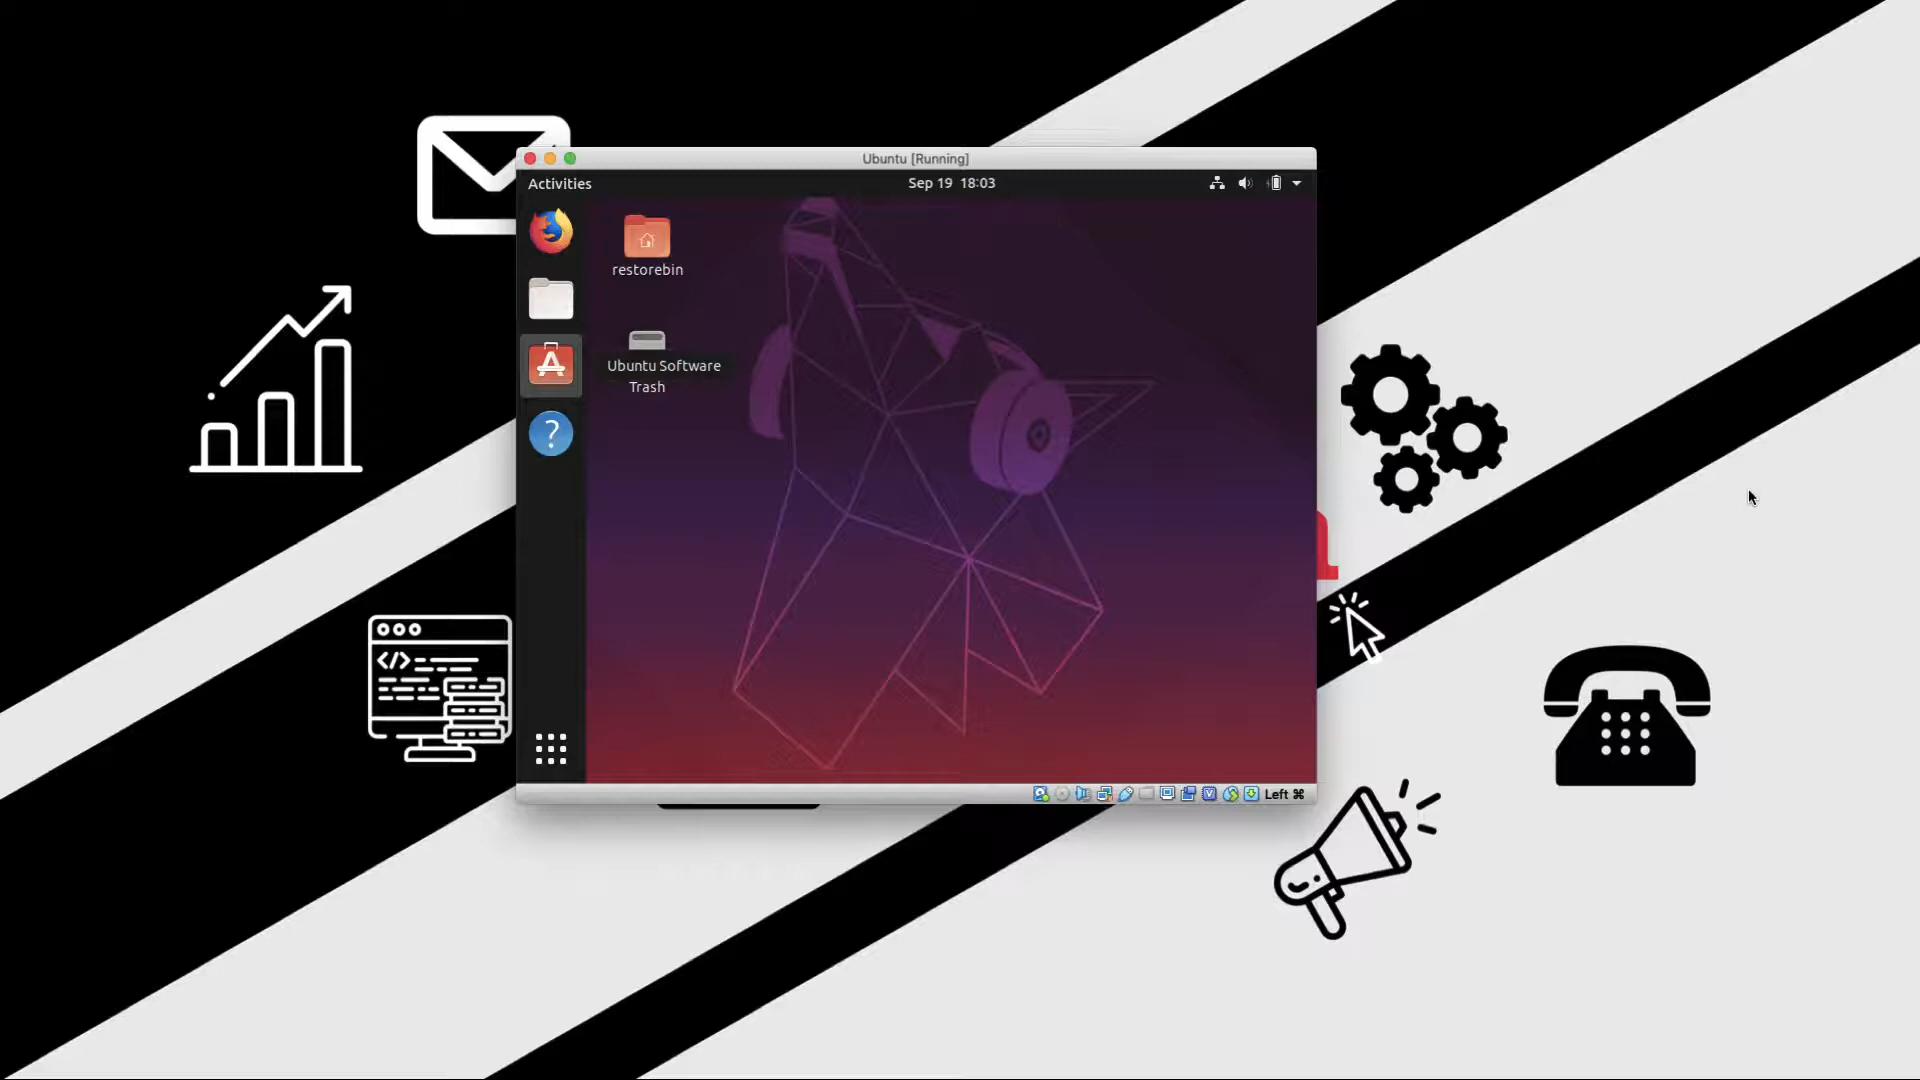 Ubuntu [Running]
Activities
Sep 19 18:03
restorebin
Ubuntu Software
Trash
?
</>
V
Left ⌘